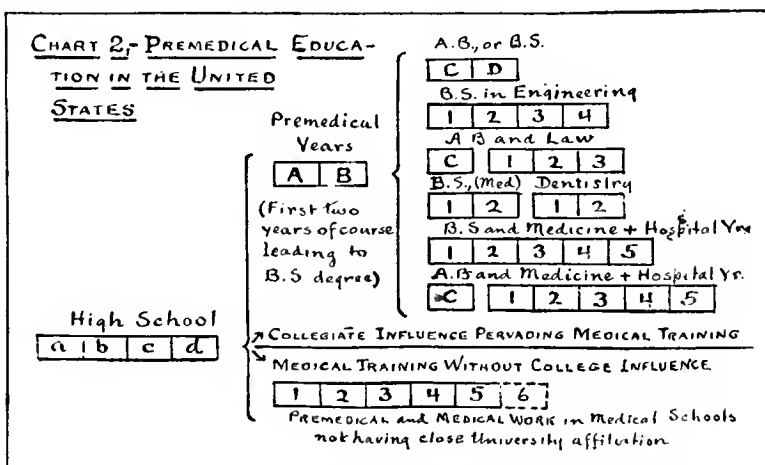 CHART 2,- PREMEDICAL EDUCA-
TION IN THE UNITED
STATES
Premedical
Years
A B
(First two
years of course
leading to
B.S degree)
High School
a b c d
A.B., or B.S.
C D
B.S. in Engineering
1 2 3 4
A B and Law
C 1 2 3
B.S., (Med) Dentistry
1 2 1 2
B.S and Medicine + Hospital Yr.
1 2 3 4 5
A.B and Medicine + Hospital Yr.
C 1 2 3 4 5
COLLEGIATE INFLUENCE PERVADING MEDICAL TRAINING
MEDICAL TRAINING WITHOUT COLLEGE INFLUENCE
1 2 3 4 5 6
PREMEDICAL and MEDICAL WORK in Medical Schools
not having close University affiliation